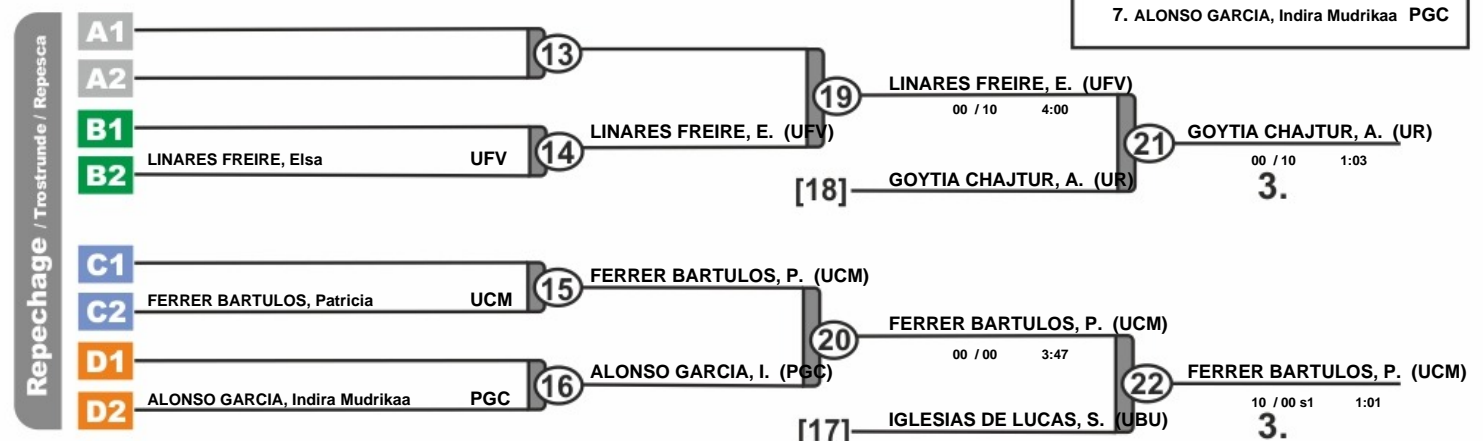 7. ALONSO GARCIA, Indira Mudrikaa PGC
Repechage / Trostrunde / Repesca
A1
13
A2
19
LINARES FREIRE, E. (UFV)
00 / 10 4:00
B1
LINARES FREIRE, E. (UFV)
14
LINARES FREIRE, Elsa UFV
B2
21
GOYTIA CHAJTUR, A. (UR)
00 / 10 1:03
3.
[18]
GOYTIA CHAJTUR, A. (UR)
C1
15
FERRER BARTULOS, P. (UCM)
FERRER BARTULOS, Patricia UCM
C2
20
FERRER BARTULOS, P. (UCM)
00 / 00 3:47
D1
16
ALONSO GARCIA, I. (PGC)
ALONSO GARCIA, Indira Mudrikaa PGC
D2
22
FERRER BARTULOS, P. (UCM)
10 / 00 s1 1:01
3.
[17]
IGLESIAS DE LUCAS, S. (UBU)